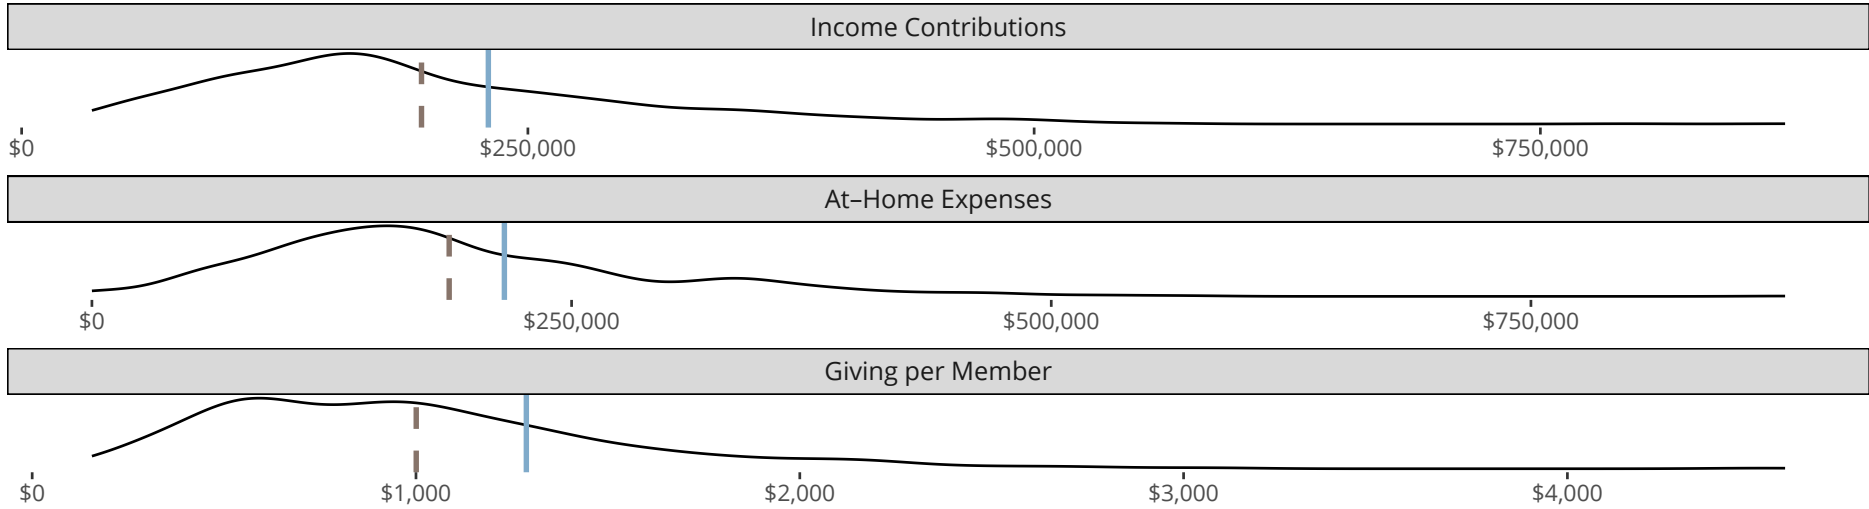 Income Contributions
$0 $250,000 $500,000 $750,000
At–Home Expenses
$0 $250,000 $500,000 $750,000
Giving per Member
$0 $1,000 $2,000 $3,000 $4,000